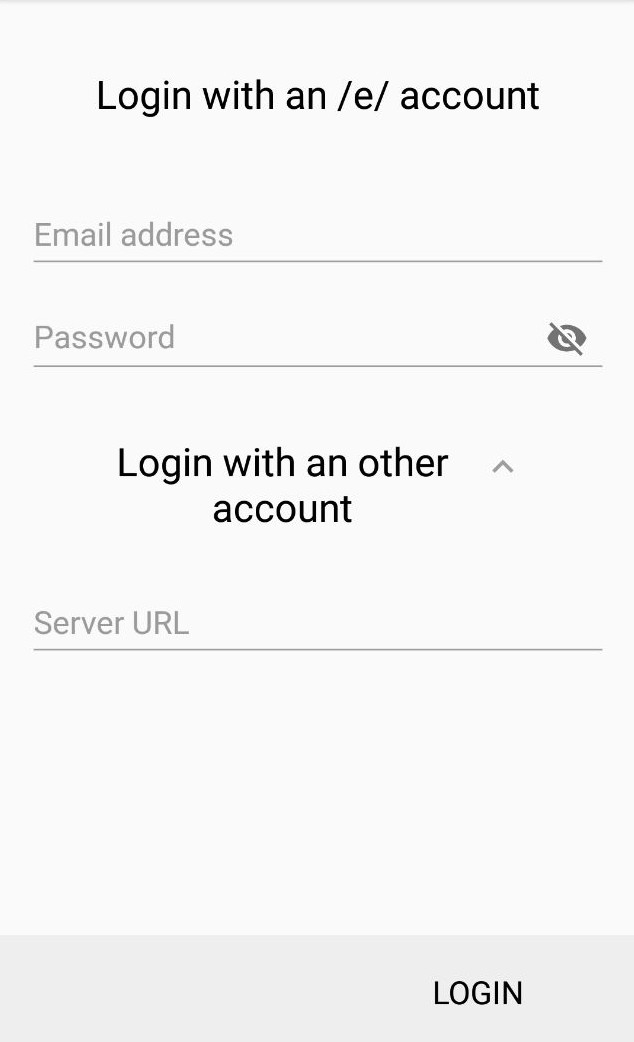 Login with an /e/ account
Email address
Password
Login with an other
account
Server URL
LOGIN